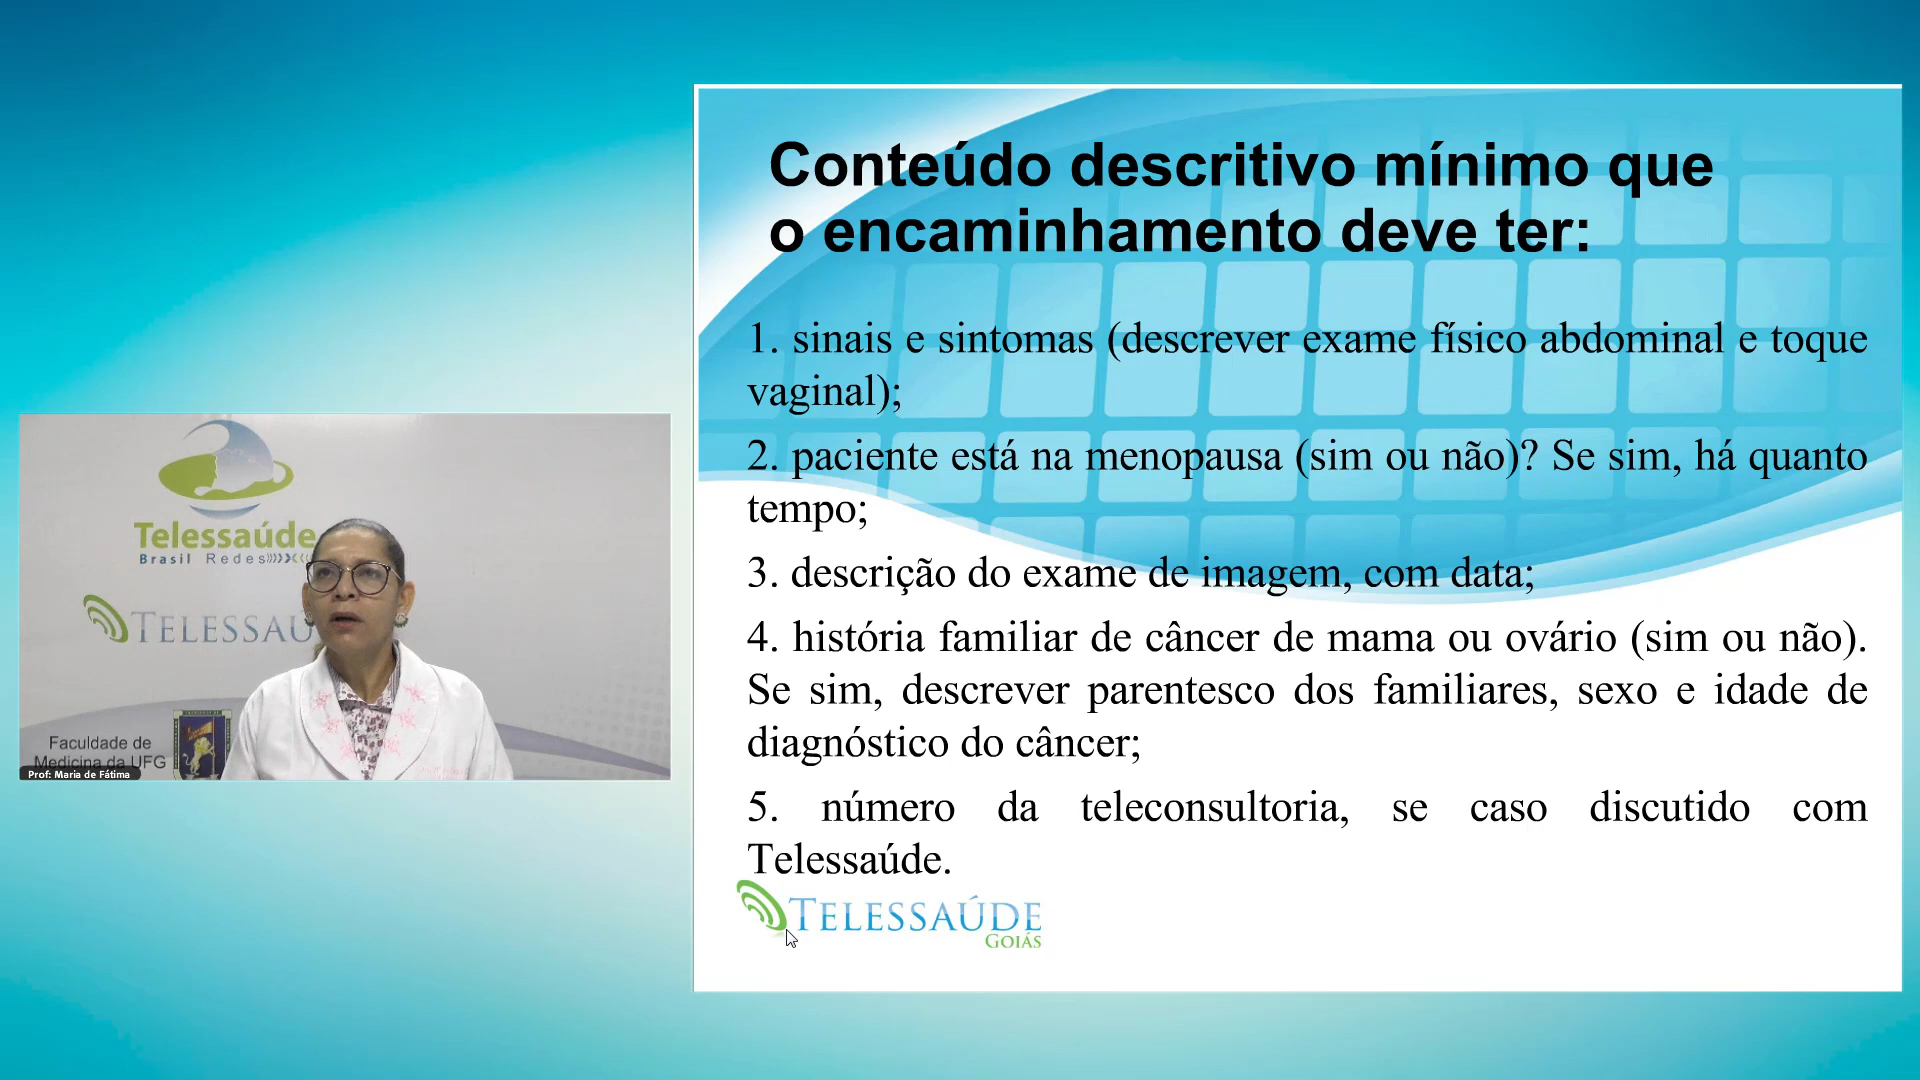 Conteúdo descritivo mínimo que
o encaminhamento deve ter:
1. sinais e sintomas (descrever exame físico abdominal e toque
vaginal);
2. paciente está na menopausa (sim ou não)? Se sim, há quanto
tempo;
3. descrição do exame de imagem, com data;
4. história familiar de câncer de mama ou ovário (sim ou não).
Se sim, descrever parentesco dos familiares, sexo e idade de
diagnóstico do câncer;
5. número da teleconsultoria, se caso discutido com
Telessaúde.
TELESSAÚDE
GOIÁS
Telessaúde
Brasil Redes
TELESSAÚ
Faculdade de
Medicina da UFG
Prof: Maria de Fátima